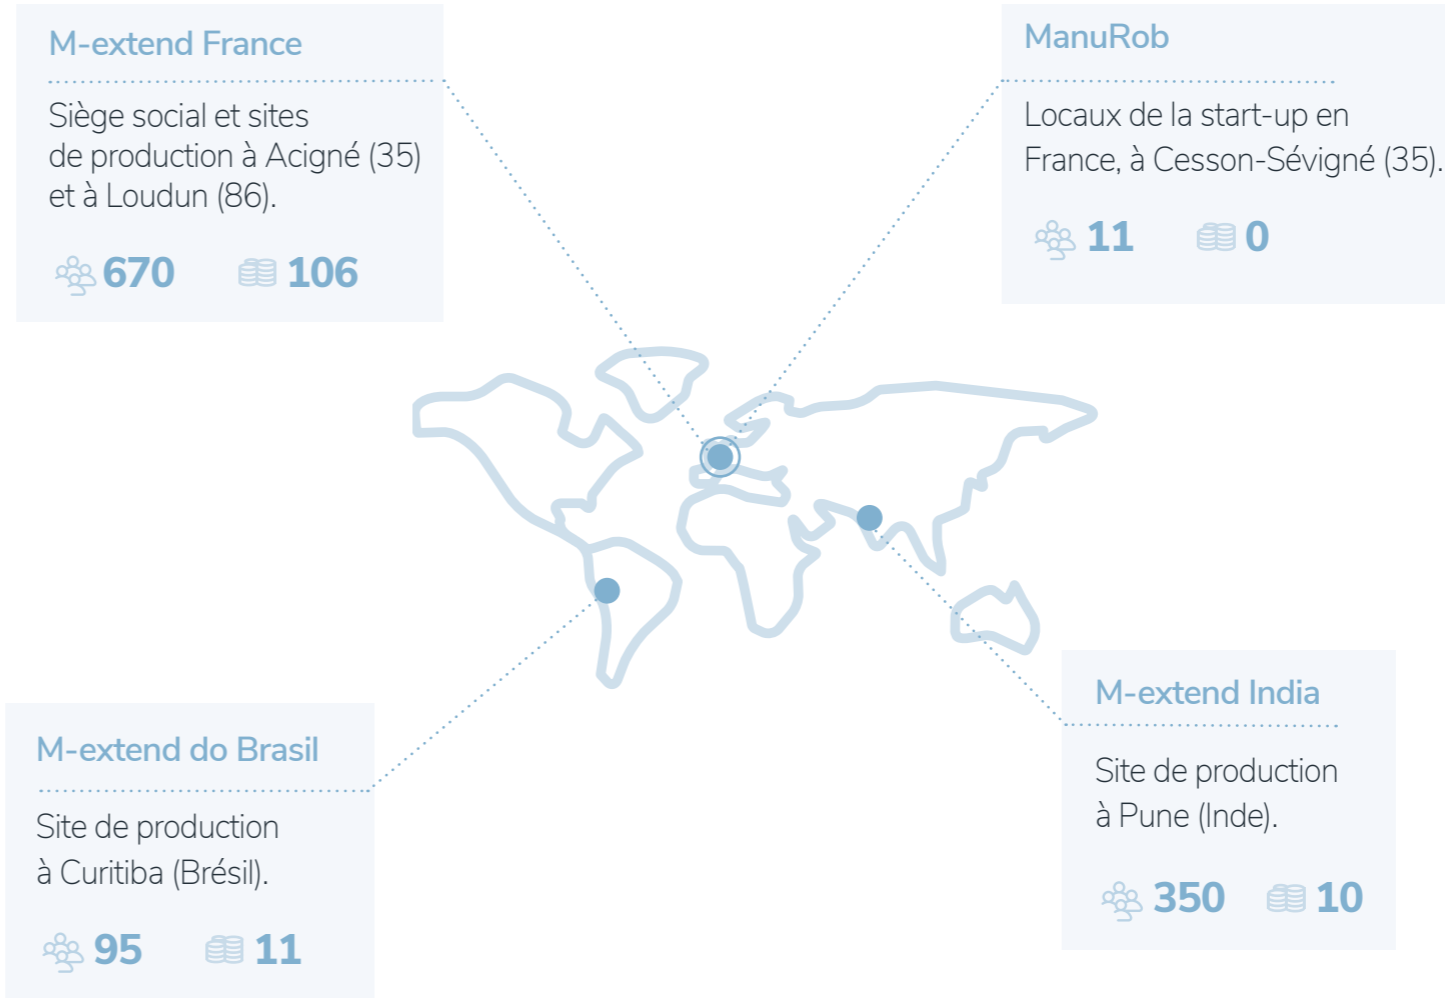 M-extend France
Siège social et sites
de production à Acigné (35)
et à Loudun (86).
670 106
ManuRob
Locaux de la start-up en
France, à Cesson-Sévigné (35).
11 0
M-extend do Brasil
Site de production
à Curitiba (Brésil).
95 11
M-extend India
Site de production
à Pune (Inde).
350 10